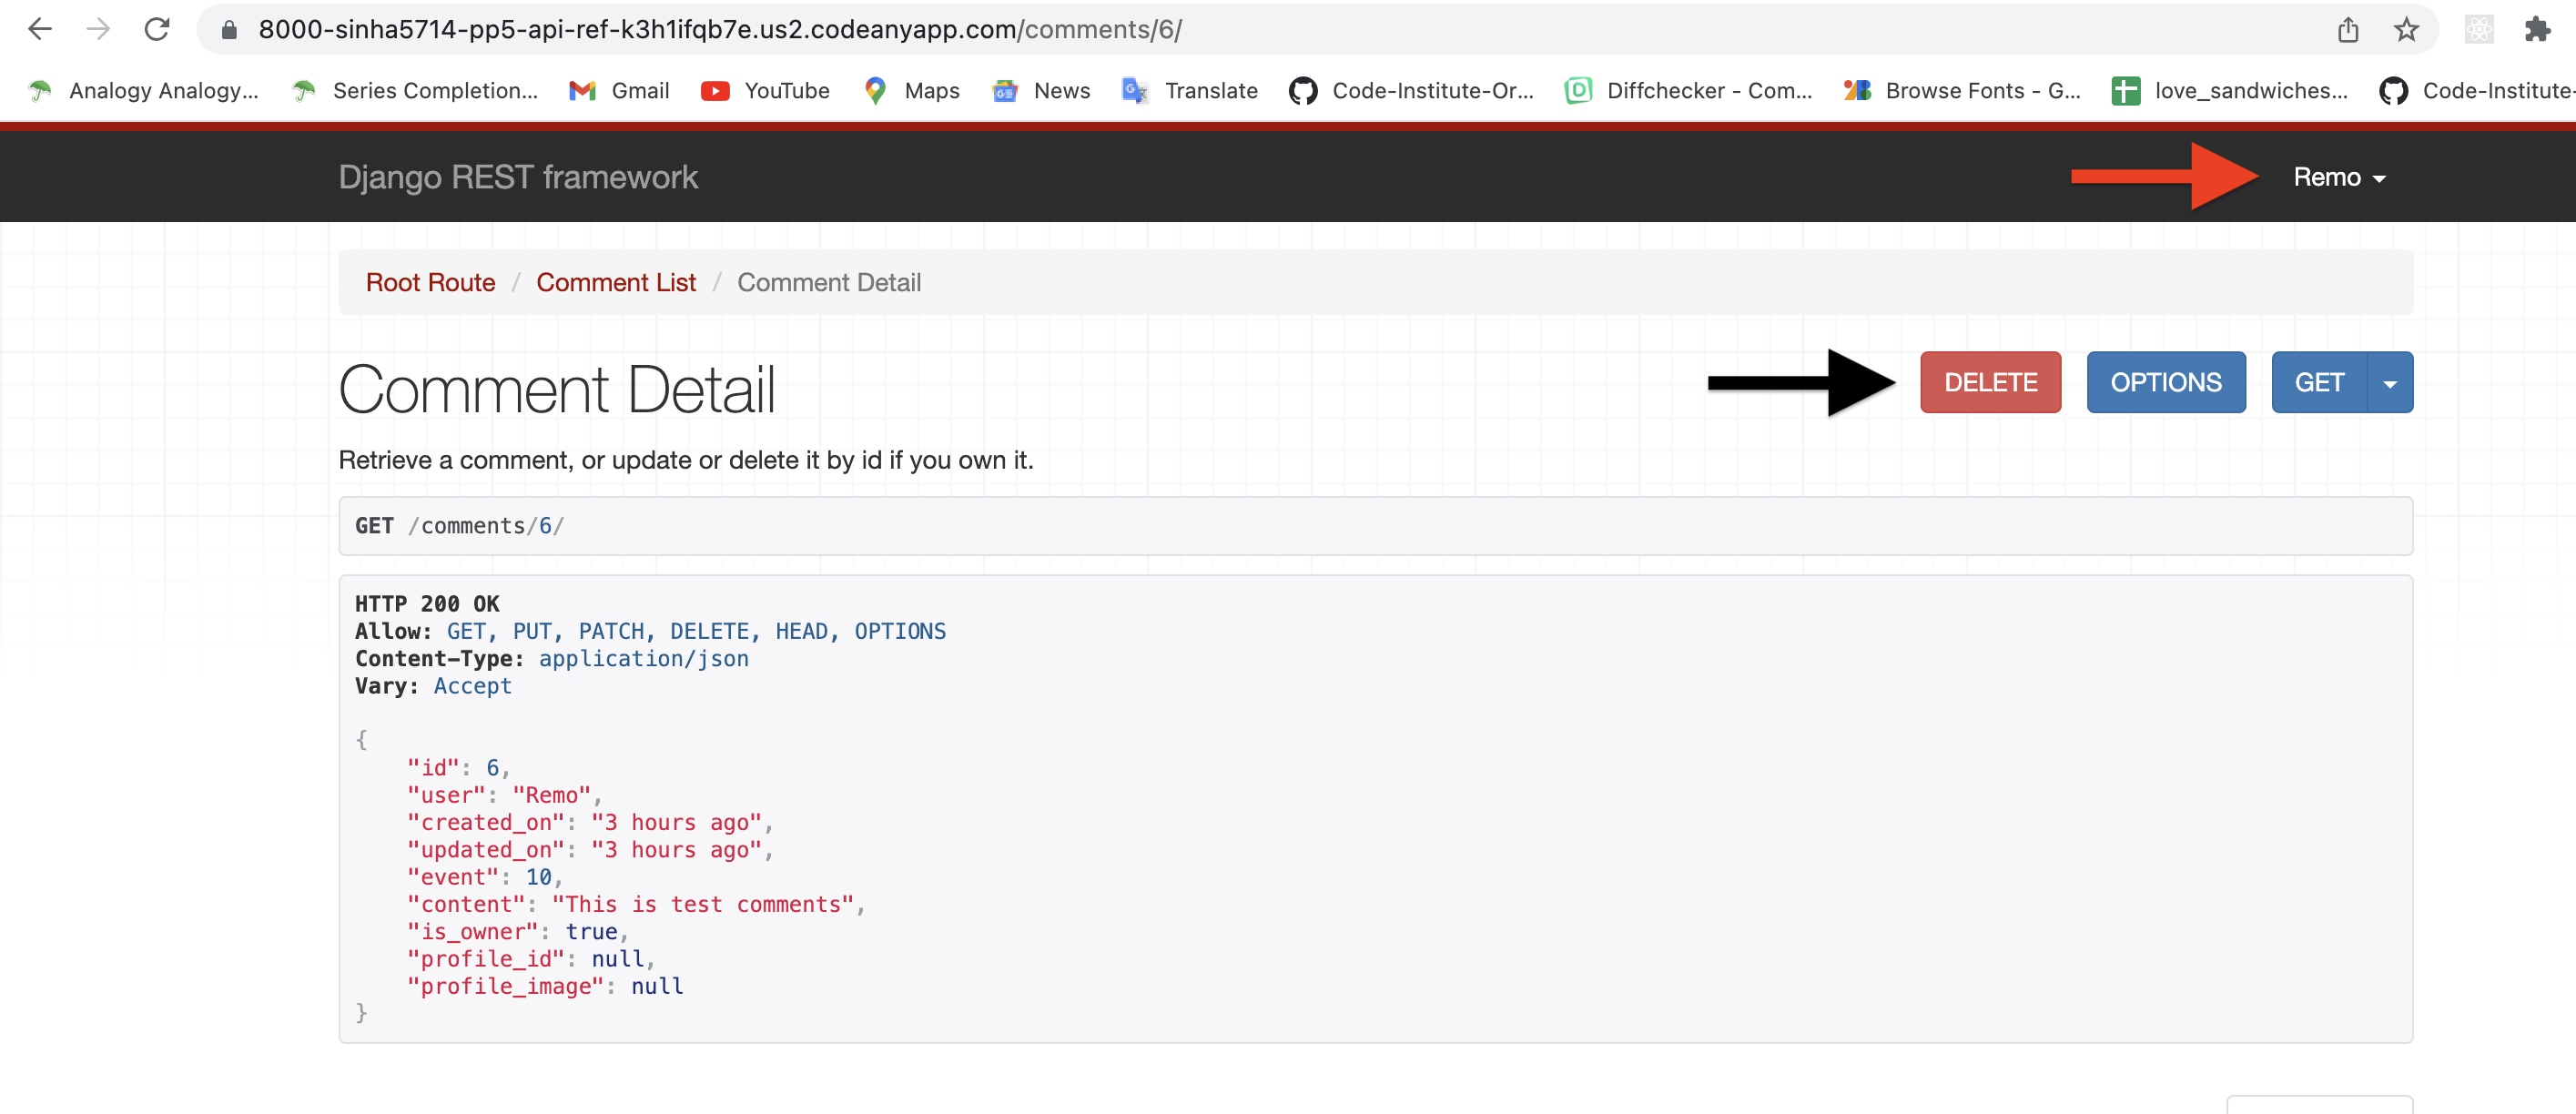 8000-sinha5714-pp5-api-ref-k3h1ifqb7e.us2.codeanyapp.com/comments/6/
Analogy Analogy... Series Completion... Gmail YouTube Maps News Translate Code-Institute-Or... Diffchecker - Com... Browse Fonts - G... love_sandwiches... Code-Institute-
Django REST framework Remo
Root Route / Comment List / Comment Detail
Comment Detail DELETE OPTIONS GET
Retrieve a comment, or update or delete it by id if you own it.
GET /comments/6/
HTTP 200 OK
Allow: GET, PUT, PATCH, DELETE, HEAD, OPTIONS
Content-Type: application/json
Vary: Accept
{
"id": 6,
"user": "Remo",
"created_on": "3 hours ago",
"updated_on": "3 hours ago",
"event": 10,
"content": "This is test comments",
"is_owner": true,
"profile_id": null,
"profile_image": null
}